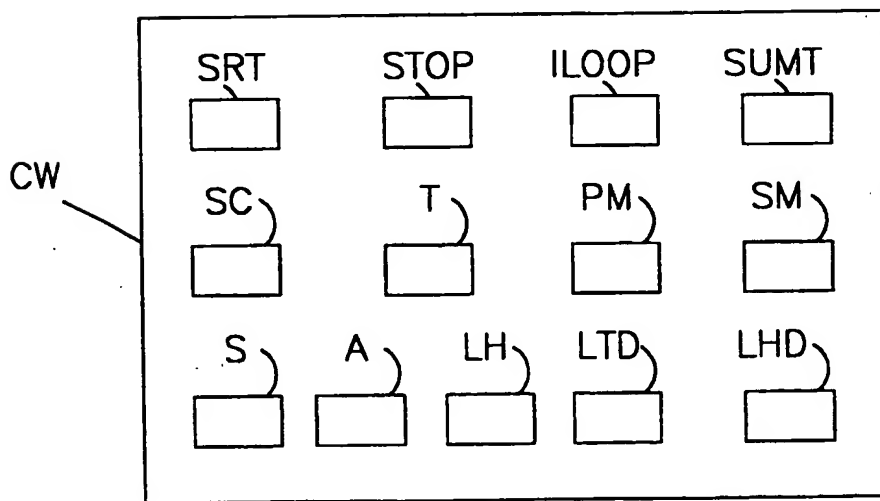 SRT STOP ILOOP SUMT
CW
SC T PM SM
S A LH LTD LHD